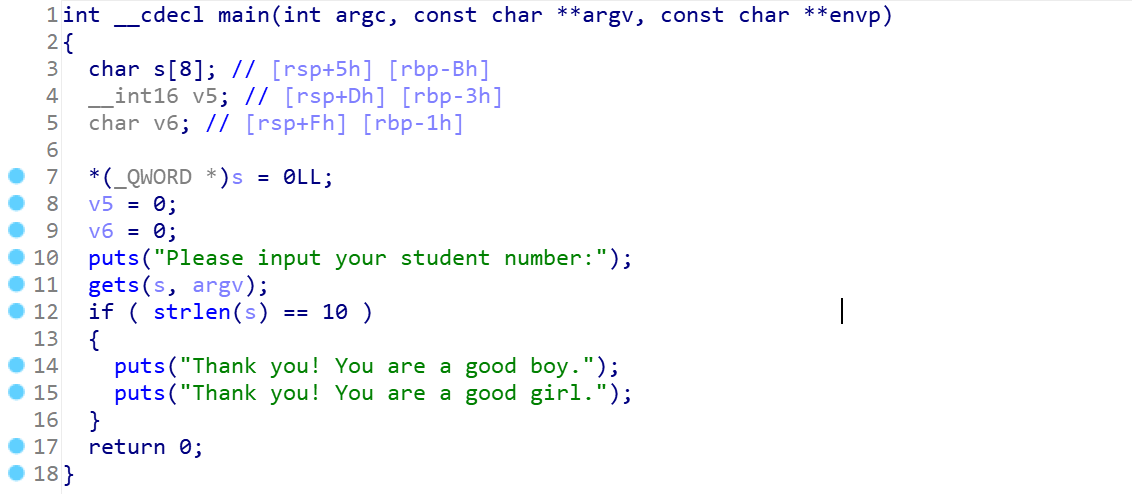 1 int __cdecl main(int argc, const char **argv, const char **envp)
2 {
3   char s[8]; // [rsp+5h] [rbp-Bh]
4   __int16 v5; // [rsp+Dh] [rbp-3h]
5   char v6; // [rsp+Fh] [rbp-1h]
6
7   *(_QWORD *)s = 0LL;
8   v5 = 0;
9   v6 = 0;
10   puts("Please input your student number:");
11   gets(s, argv);
12   if ( strlen(s) == 10 )
13   {
14     puts("Thank you! You are a good boy.");
15     puts("Thank you! You are a good girl.");
16   }
17   return 0;
18 }